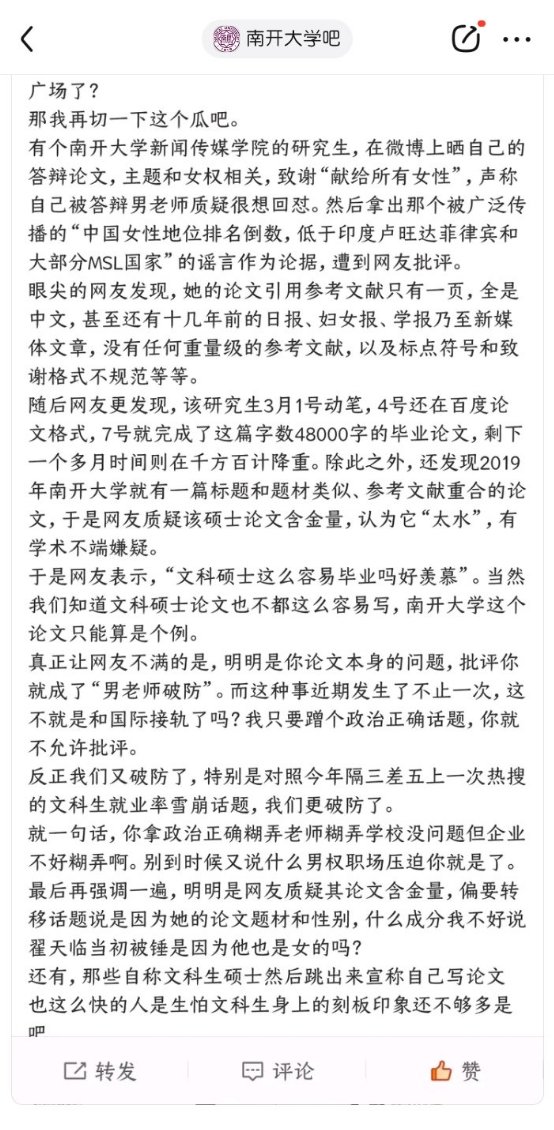 南开大学吧
广场了?
那我再切一下这个瓜吧。
有个南开大学新闻传媒学院的研究生,在微博上晒自己的
答辩论文,主题和女权相关,致谢“献给所有女性”,声称
自己被答辩男老师质疑很想回怼。然后拿出那个被广泛传
播的“中国女性地位排名倒数,低于印度卢旺达菲律宾和
大部分MSL国家”的谣言作为论据,遭到网友批评。
眼尖的网友发现,她的论文引用参考文献只有一页,全是
中文,甚至还有十几年前的日报、妇女报、学报乃至新媒
体文章,没有任何重量级的参考文献,以及标点符号和致
谢格式不规范等等。
随后网友更发现,该研究生3月1号动笔,4号还在百度论
文格式,7号就完成了这篇字数48000字的毕业论文,剩下
一个多月时间则在千方百计降重。除此之外,还发现2019
年南开大学就有一篇标题和题材类似、参考文献重合的论
文,于是网友质疑该硕士论文含金量,认为它“太水”,有
学术不端嫌疑。
于是网友表示,“文科硕士这么容易毕业吗好羡慕”。当然
我们知道文科硕士论文也不都这么容易写,南开大学这个
论文只能算是个例。
真正让网友不满的是,明明是你论文本身的问题,批评你
就成了“男老师破防”。而这种事近期发生了不止一次,这
不就是和国际接轨了吗?我只要蹭个政治正确话题,你就
不允许批评。
反正我们又破防了,特别是对照今年隔三差五上一次热搜
的文科生就业率雪崩话题,我们更破防了。
就一句话,你拿政治正确糊弄老师糊弄学校没问题但企业
不好糊弄啊。别到时候又说什么男权职场压迫你就是了。
最后再强调一遍,明明是网友质疑其论文含金量,偏要转
移话题说是因为她的论文题材和性别,什么成分我不好说
翟天临当初被锤是因为他也是女的吗?
还有,那些自称文科生硕士然后跳出来宣称自己写论文
也这么快的人是生怕文科生身上的刻板印象还不够多是
吧
转发 评论 赞